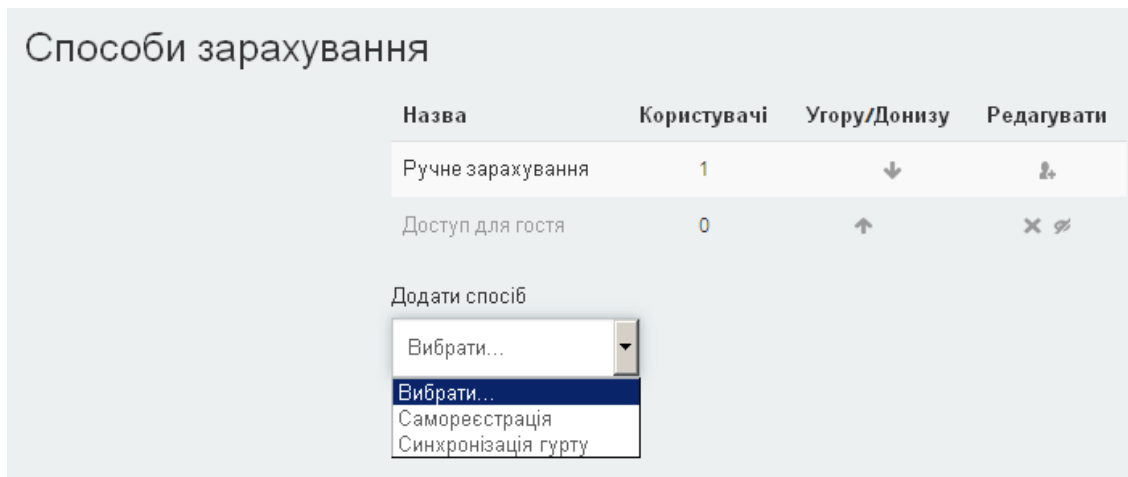 Способи зарахування
Назва Користувачі Угору/Донизу Редагувати
Ручне зарахування 1
Доступ для гостя 0
Додати спосіб
Вибрати...
Вибрати...
Самореєстрація
Синхронізація гурту